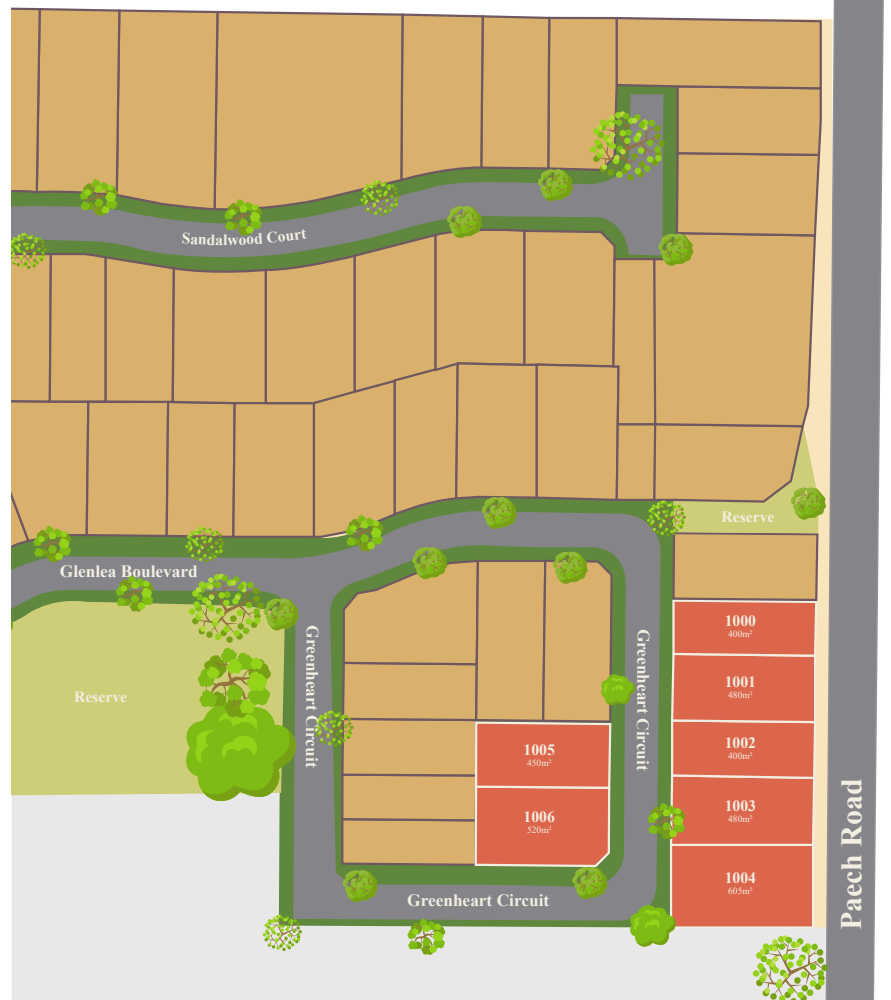 Sandalwood Court
Reserve
Glenlea Boulevard
1000
400m²
Greenheart Circuit
Greenheart Circuit
1001
480m²
Reserve
1002
400m²
1005
450m²
1003
480m²
1006
520m²
Paech Road
1004
605m²
Greenheart Circuit